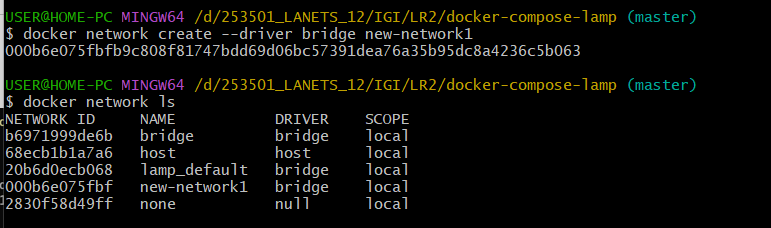 USER@HOME-PC MINGW64 /d/253501_LANETS_12/IGI/LR2/docker-compose-lamp (master)
$ docker network create --driver bridge new-network1
000b6e075fbfb9c808f81747bdd69d06bc57391dea76a35b95dc8a4236c5b063
USER@HOME-PC MINGW64 /d/253501_LANETS_12/IGI/LR2/docker-compose-lamp (master)
$ docker network ls
NETWORK ID     NAME           DRIVER    SCOPE
b6971999de6b   bridge         bridge    local
68ecb1b1a7a6   host           host      local
20b6d0ecb068   lamp_default   bridge    local
000b6e075fbf   new-network1   bridge    local
2830f58d49ff   none           null      local